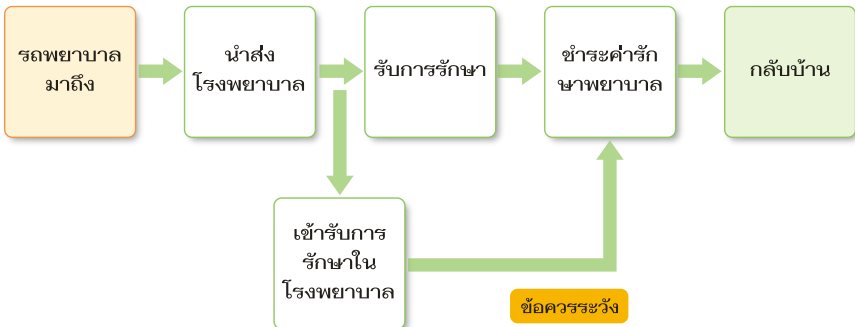 รถพยาบาล
มาถึง
นำส่ง
โรงพยาบาล
รับการรักษา
ชำระค่ารัก
ษาพยาบาล
กลับบ้าน
เข้ารับการ
รักษาใน
โรงพยาบาล
ข้อควรระวัง